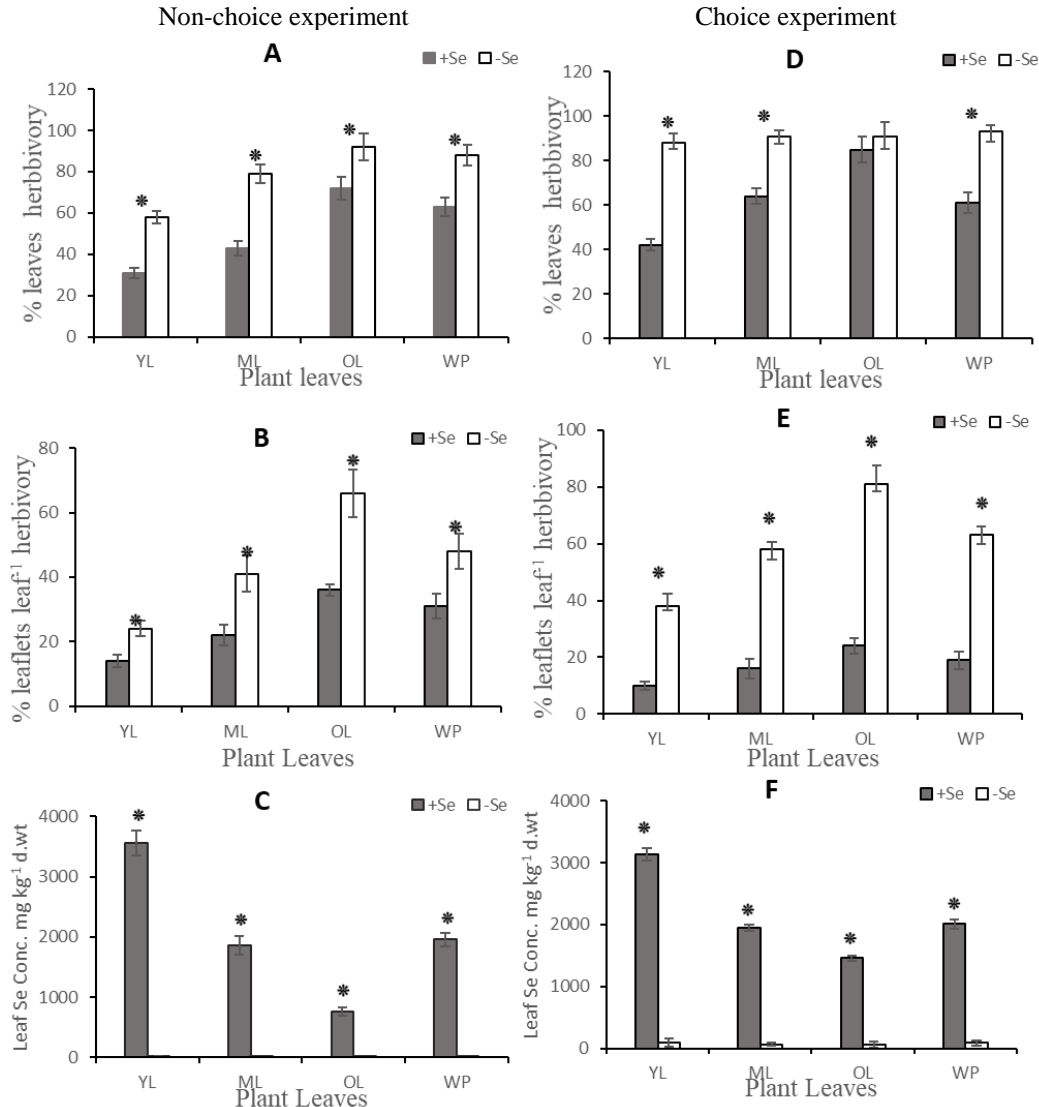 Non-choice experiment
Choice experiment
A
+Se -Se
% leaves herbbivory
120
100
80
60
40
20
0
* * * *
YL ML OL WP
Plant leaves
D
+Se -Se
% leaves herbbivory
120
100
80
60
40
20
0
* * *
YL ML OL WP
Plant leaves
B
+Se -Se
% leaflets leaf-1 herbivory
80
60
40
20
0
* * * *
YL ML OL WP
Plant Leaves
E
+Se -Se
% leaflets leaf-1 herbbivory
100
80
60
40
20
0
* * * *
YL ML OL WP
Plant Leaves
C
+Se -Se
Leaf Se Conc. mg kg-1 d.wt
4000
3000
2000
1000
0
* * * *
YL ML OL WP
Plant Leaves
F
+Se -Se
Leaf Se Conc. mg kg-1 d.wt
4000
3000
2000
1000
0
* * * *
YL ML OL WP
Plant Leaves